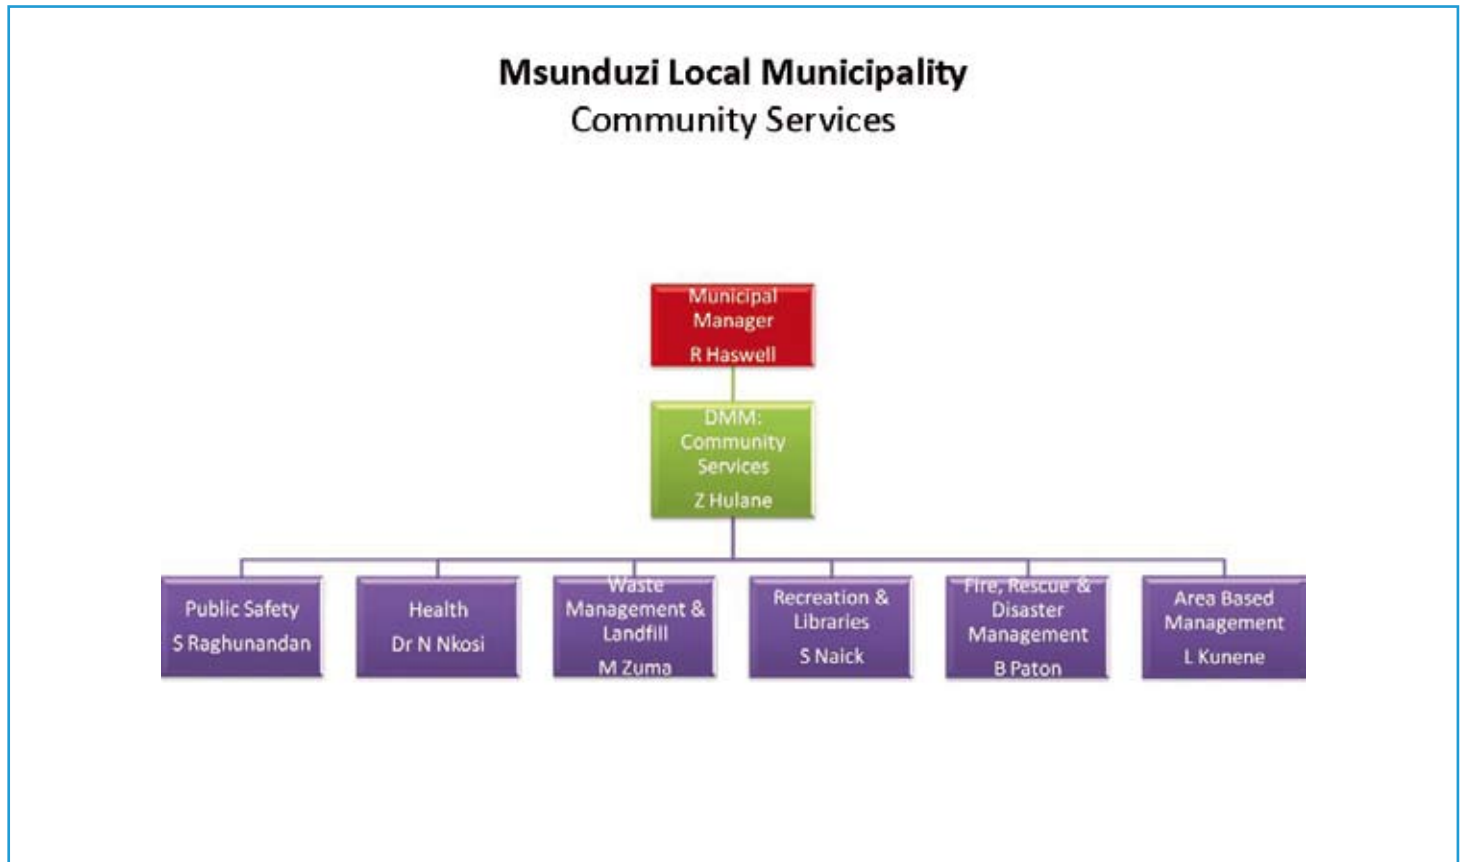 Msunduzi Local Municipality
Community Services
Municipal
Manager
R Haswell
DMM:
Community
Services
Z Hulane
Public Safety
S Raghunandan
Health
Dr N Nkosi
Waste
Management &
Landfill
M Zuma
Recreation &
Libraries
S Naick
Fire, Rescue &
Disaster
Management
B Paton
Area Based
Management
L Kunene